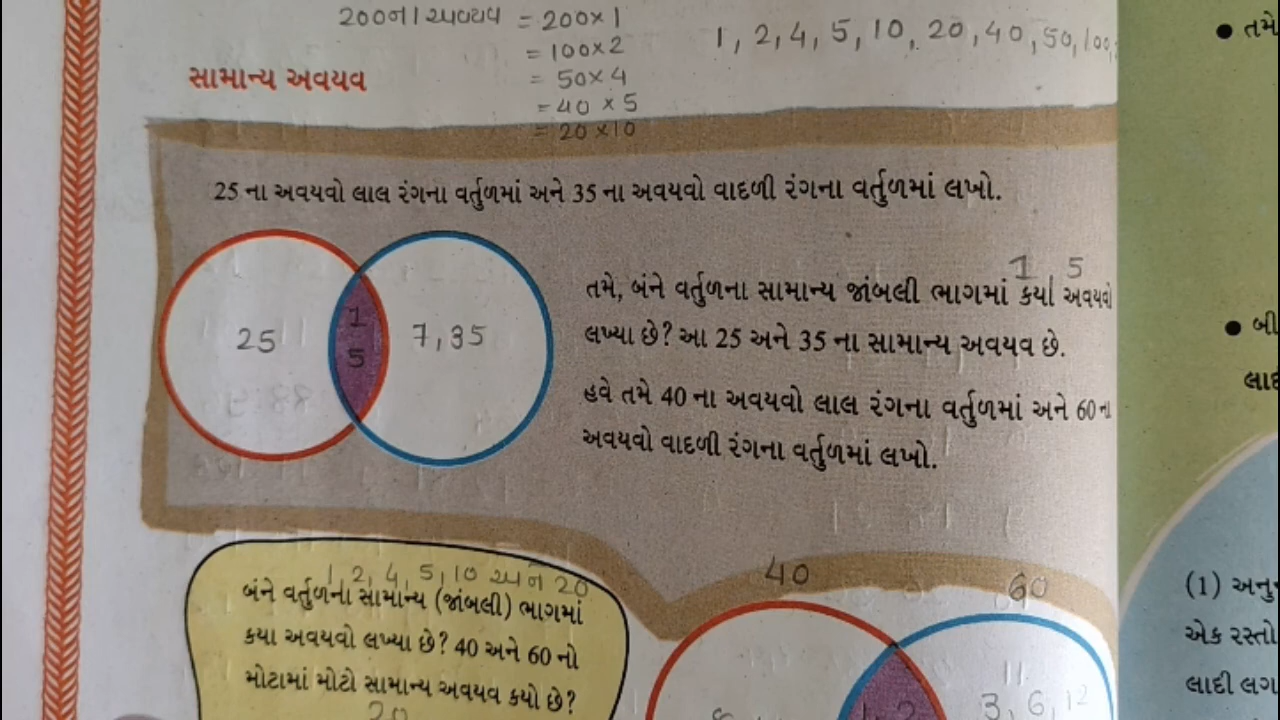 200ના અવયવ = 200×1
= 100×2
= 50×4
= 40×5
= 20×10
1, 2, 4, 5, 10, 20, 40, 50, 100,
સામાન્ય અવયવ
25 ના અવયવો લાલ રંગના વર્તુળમાં અને 35 ના અવયવો વાદળી રંગના વર્તુળમાં લખો.
25
1
5
7, 35
1, 5
તમે, બંને વર્તુળના સામાન્ય જાંબલી ભાગમાં કયા અવયવો
લખ્યા છે? આ 25 અને 35 ના સામાન્ય અવયવ છે.
હવે તમે 40 ના અવયવો લાલ રંગના વર્તુળમાં અને 60 ના
અવયવો વાદળી રંગના વર્તુળમાં લખો.
1, 2, 4, 5, 10 અને 20
બંને વર્તુળના સામાન્ય (જાંબલી) ભાગમાં
કયા અવયવો લખ્યા છે? 40 અને 60 નો
મોટામાં મોટો સામાન્ય અવયવ કયો છે?
20
40
60
1, 2
3, 6, 12
• તમે
• બી
લાદ
(1) અનુ
એક રસ્તો
લાદી લગ